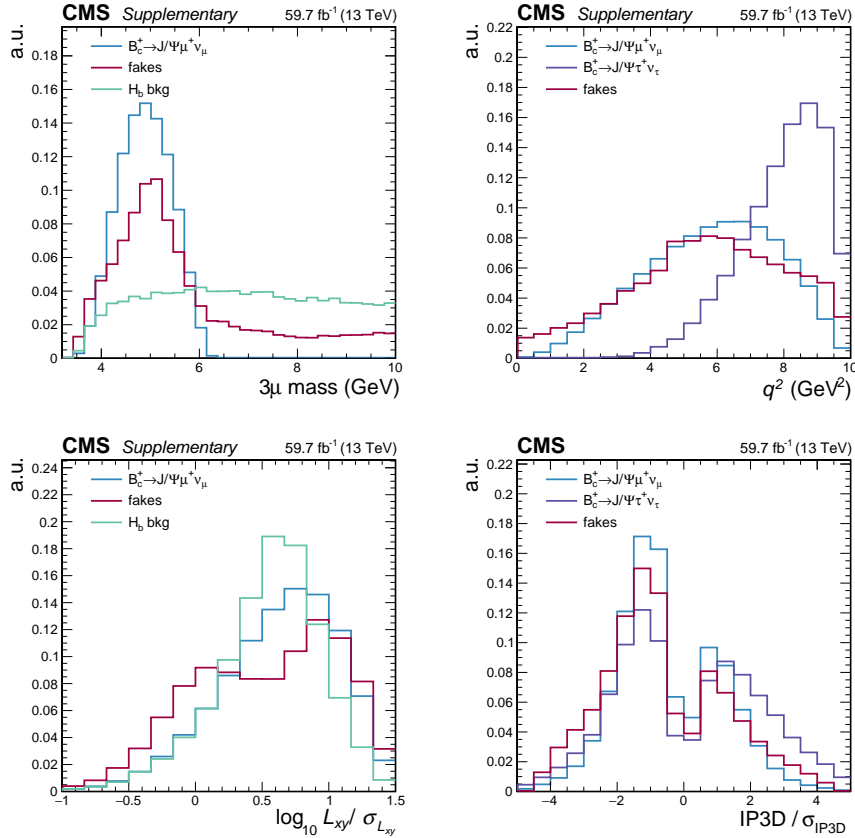 CMS Supplementary 59.7 fb⁻¹ (13 TeV)
a.u.
0.18
0.16
0.14
0.12
0.1
0.08
0.06
0.04
0.02
0
B⁺c→J/Ψμ⁺νμ
fakes
Hb bkg
4 6 8 10
3μ mass (GeV)
CMS Supplementary 59.7 fb⁻¹ (13 TeV)
a.u.
0.22
0.2
0.18
0.16
0.14
0.12
0.1
0.08
0.06
0.04
0.02
0
B⁺c→J/Ψμ⁺νμ
B⁺c→J/Ψτ⁺ντ
fakes
0 2 4 6 8 10
q² (GeV²)
CMS Supplementary 59.7 fb⁻¹ (13 TeV)
a.u.
0.24
0.22
0.2
0.18
0.16
0.14
0.12
0.1
0.08
0.06
0.04
0.02
0
B⁺c→J/Ψμ⁺νμ
fakes
Hb bkg
−1 −0.5 0 0.5 1 1.5
log₁₀ Lxy/ σLxy
CMS 59.7 fb⁻¹ (13 TeV)
a.u.
0.22
0.2
0.18
0.16
0.14
0.12
0.1
0.08
0.06
0.04
0.02
0
B⁺c→J/Ψμ⁺νμ
B⁺c→J/Ψτ⁺ντ
fakes
−4 −2 0 2 4
IP3D / σIP3D